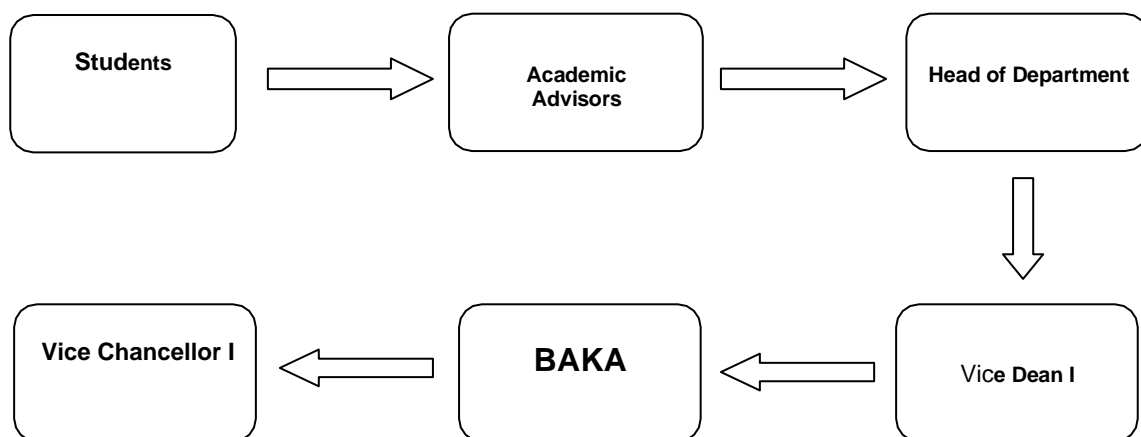 Students
Academic
Advisors
Head of Department
Vice Dean I
BAKA
Vice Chancellor I